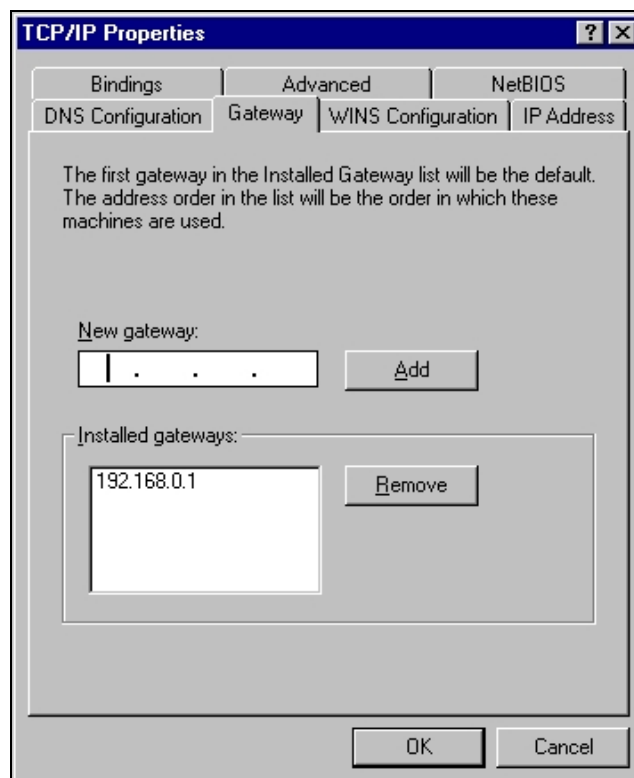 TCP/IP Properties
Bindings Advanced NetBIOS
DNS Configuration Gateway WINS Configuration IP Address
The first gateway in the Installed Gateway list will be the default.
The address order in the list will be the order in which these
machines are used.
New gateway:
. . .
Add
Installed gateways:
192.168.0.1
Remove
OK Cancel